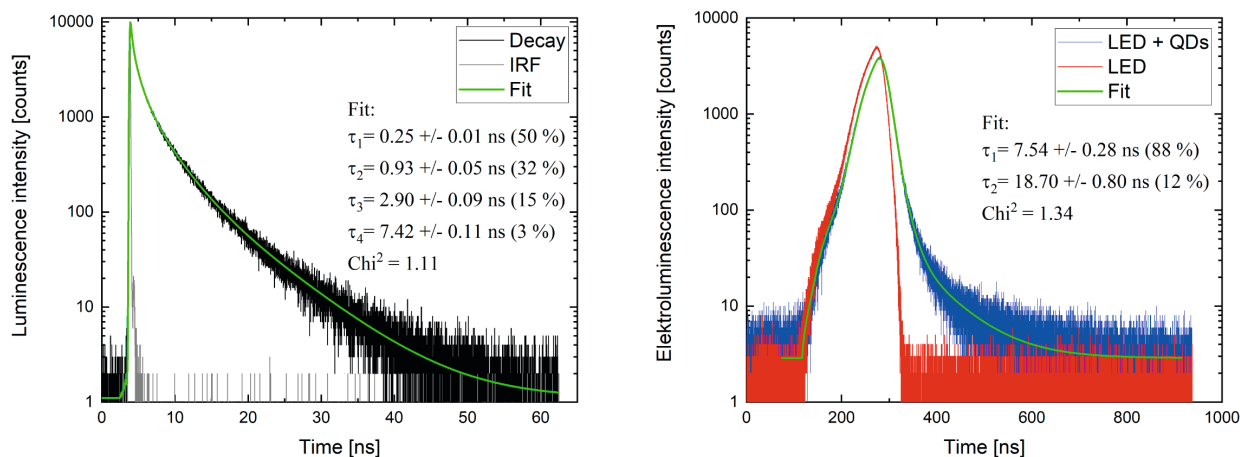 Luminescence intensity [counts]
10000
1000
100
10
1
Decay
IRF
Fit
Fit:
τ1= 0.25 +/- 0.01 ns (50 %)
τ2= 0.93 +/- 0.05 ns (32 %)
τ3= 2.90 +/- 0.09 ns (15 %)
τ4= 7.42 +/- 0.11 ns (3 %)
Chi² = 1.11
0 10 20 30 40 50 60
Time [ns]
Elektroluminescence intensity [counts]
10000
1000
100
10
1
LED + QDs
LED
Fit
Fit:
τ1= 7.54 +/- 0.28 ns (88 %)
τ2= 18.70 +/- 0.80 ns (12 %)
Chi² = 1.34
0 200 400 600 800 1000
Time [ns]